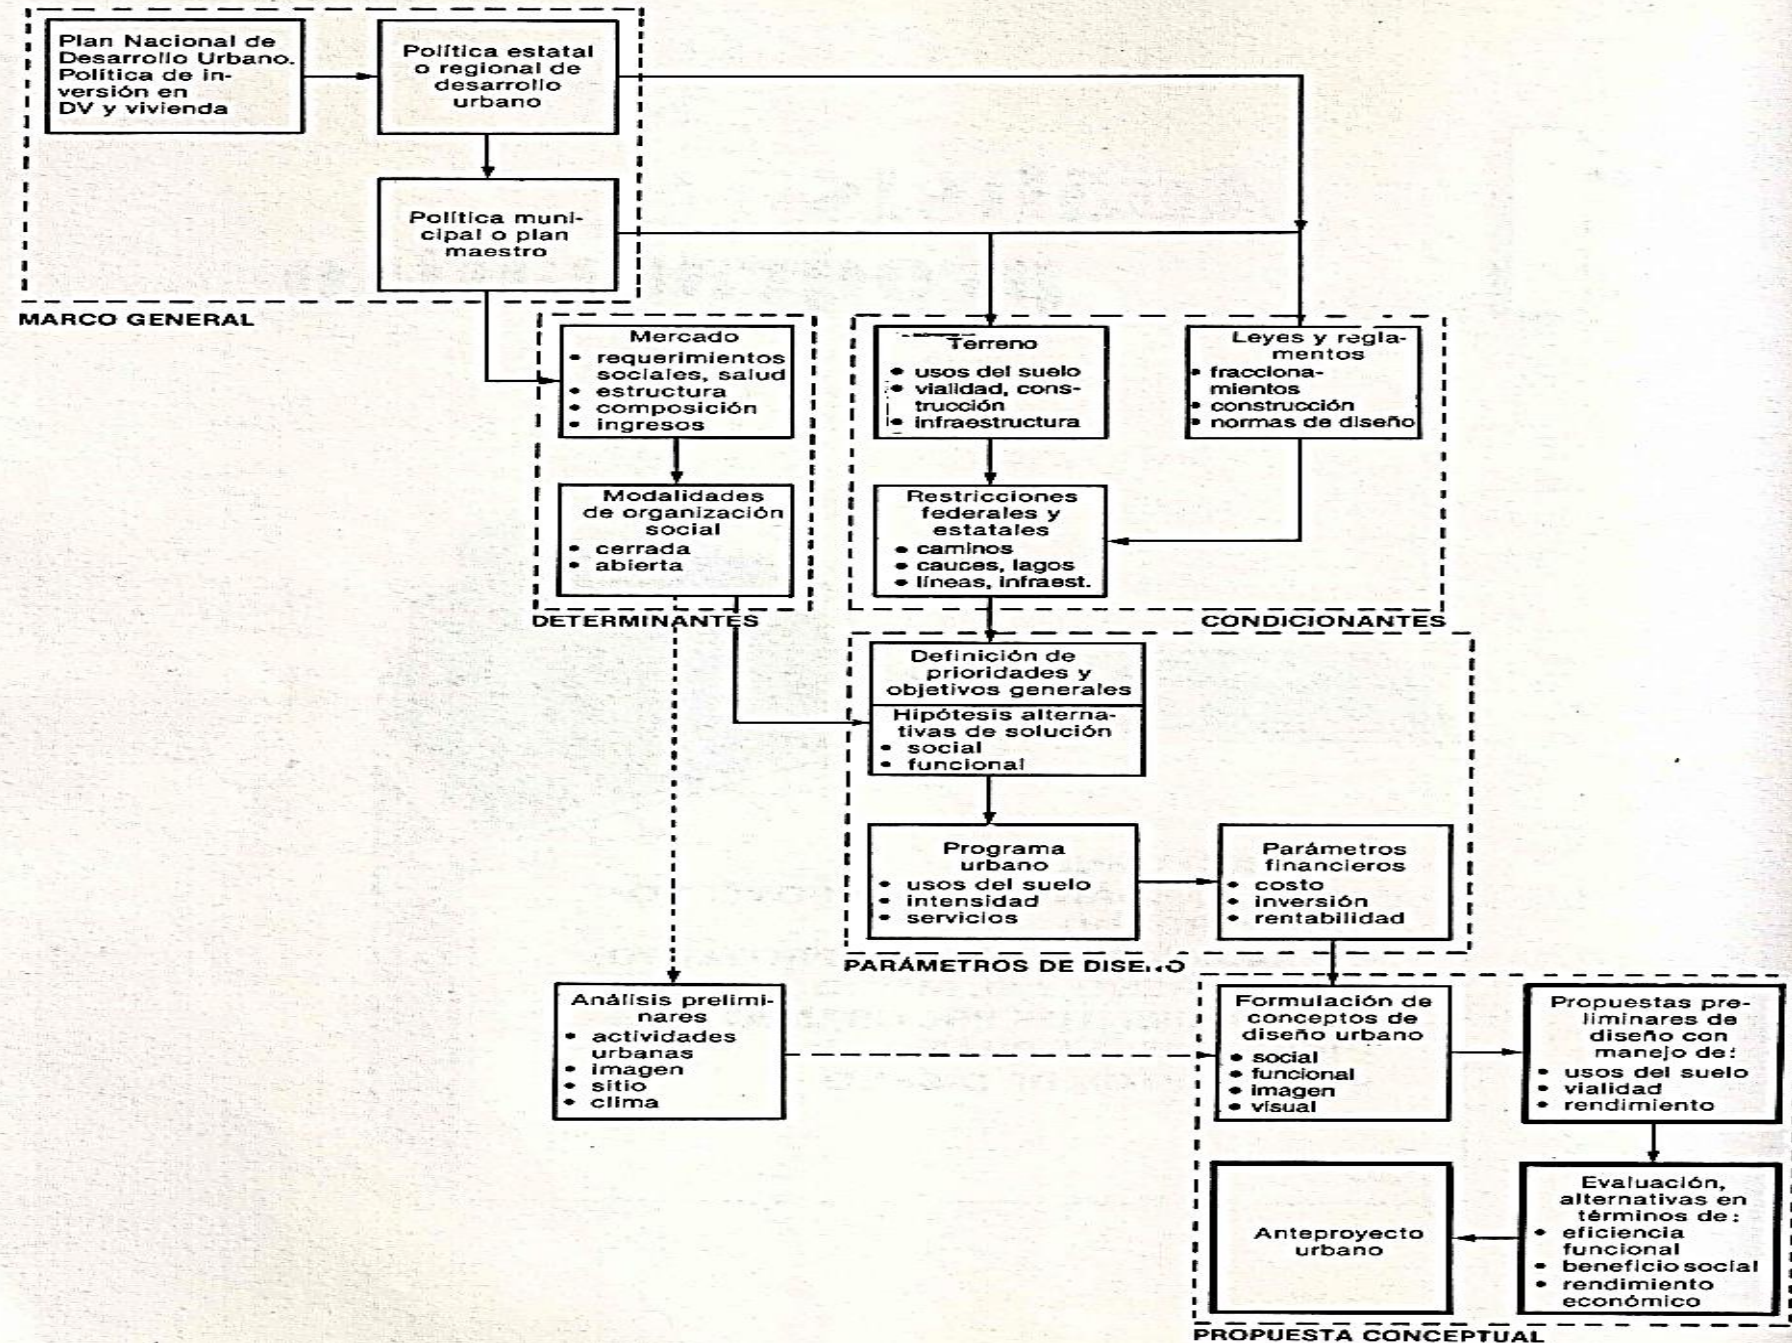 Plan Nacional de
Desarrollo Urbano.
Política de in-
versión en
DV y vivienda
Política estatal
o regional de
desarrollo
urbano
Política muni-
cipal o plan
maestro
MARCO GENERAL
Mercado
• requerimientos
sociales, salud
• estructura
• composición
• ingresos
Terreno
• usos del suelo
• vialidad, cons-
trucción
• infraestructura
Leyes y regla-
mentos
• fracciona-
mientos
• construcción
• normas de diseño
Modalidades
de organización
social
• cerrada
• abierta
Restricciones
federales y
estatales
• caminos
• cauces, lagos
• líneas, infraest.
DETERMINANTES
CONDICIONANTES
Definición de
prioridades y
objetivos generales
Hipótesis alterna-
tivas de solución
• social
• funcional
Programa
urbano
• usos del suelo
• intensidad
• servicios
Parámetros
financieros
• costo
• inversión
• rentabilidad
PARÁMETROS DE DISEÑO
Análisis prelimi-
nares
• actividades
urbanas
• imagen
• sitio
• clima
Formulación de
conceptos de
diseño urbano
• social
• funcional
• imagen
• visual
Propuestas pre-
liminares de
diseño con
manejo de:
• usos del suelo
• vialidad
• rendimiento
Evaluación,
alternativas en
términos de:
• eficiencia
funcional
• beneficio social
• rendimiento
económico
Anteproyecto
urbano
PROPUESTA CONCEPTUAL